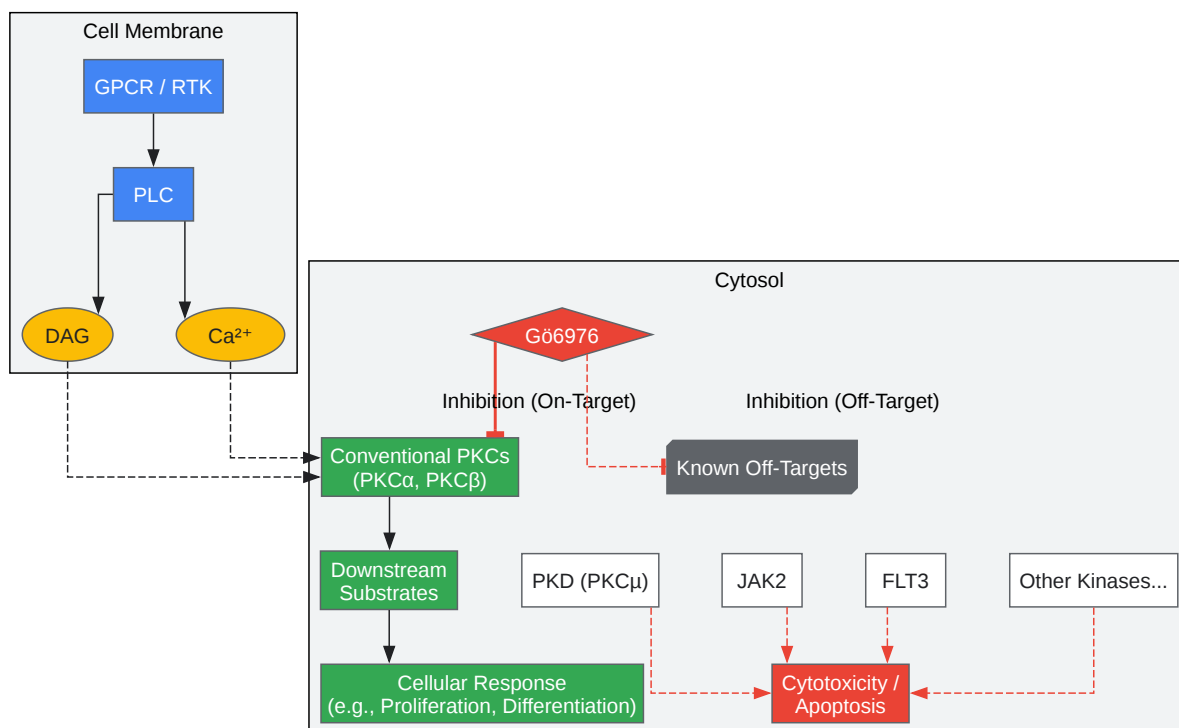 Cell Membrane
GPCR / RTK
PLC
DAG
Ca²⁺
Cytosol
Gö6976
Inhibition (On-Target)
Inhibition (Off-Target)
Conventional PKCs
(PKCα, PKCβ)
Known Off-Targets
Downstream
Substrates
PKD (PKCμ)
JAK2
FLT3
Other Kinases...
Cellular Response
(e.g., Proliferation, Differentiation)
Cytotoxicity /
Apoptosis